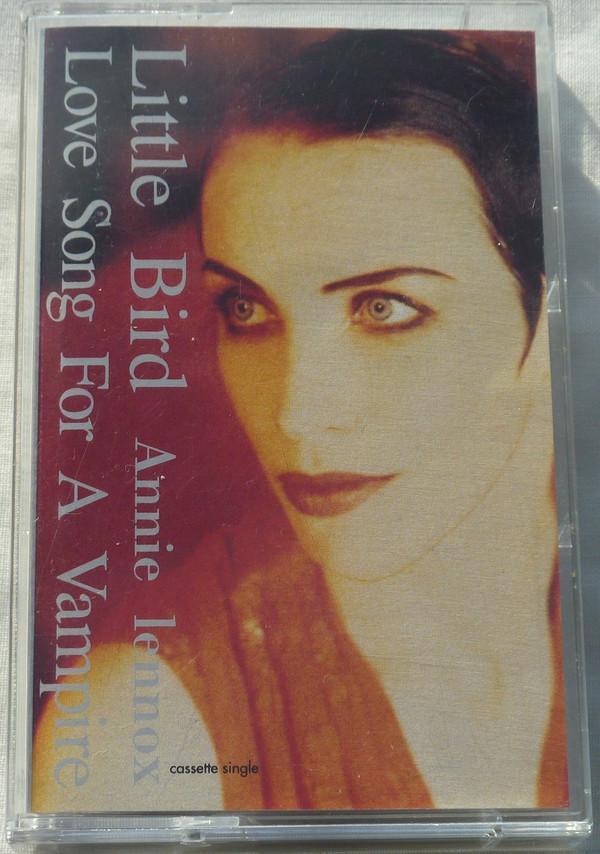 Little Bird Annie lennox
Love Song For A Vampire
cassette single